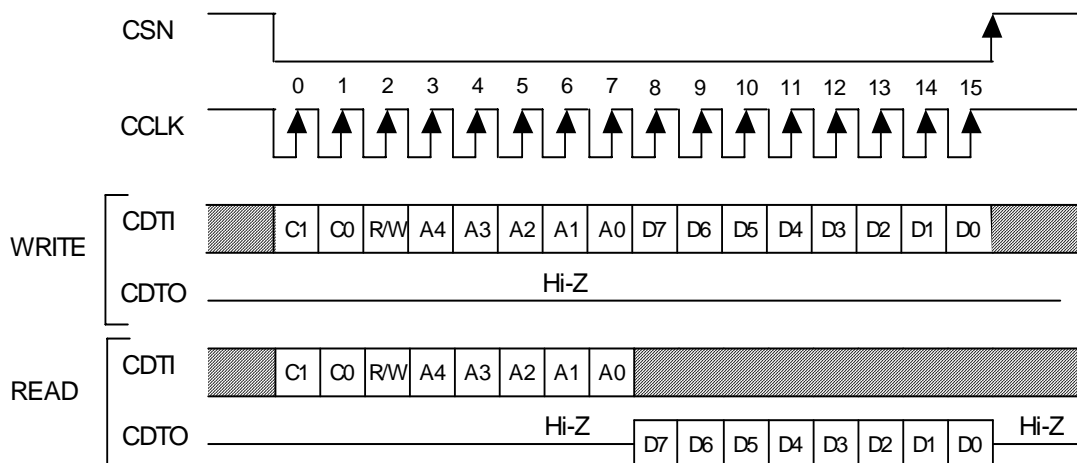 CSN
0 1 2 3 4 5 6 7 8 9 10 11 12 13 14 15
CCLK
WRITE
CDTI C1 C0 R/W A4 A3 A2 A1 A0 D7 D6 D5 D4 D3 D2 D1 D0
Hi-Z
CDTO
READ
CDTI C1 C0 R/W A4 A3 A2 A1 A0
CDTO Hi-Z D7 D6 D5 D4 D3 D2 D1 D0 Hi-Z